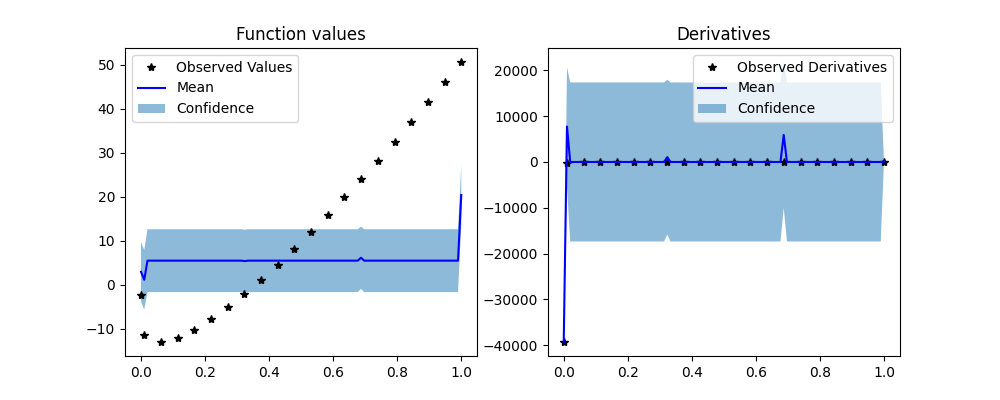 Function values
Observed Values
Mean
Confidence
50
40
30
20
10
0
−10
0.0 0.2 0.4 0.6 0.8 1.0
Derivatives
Observed Derivatives
Mean
Confidence
20000
10000
0
−10000
−20000
−30000
−40000
0.0 0.2 0.4 0.6 0.8 1.0